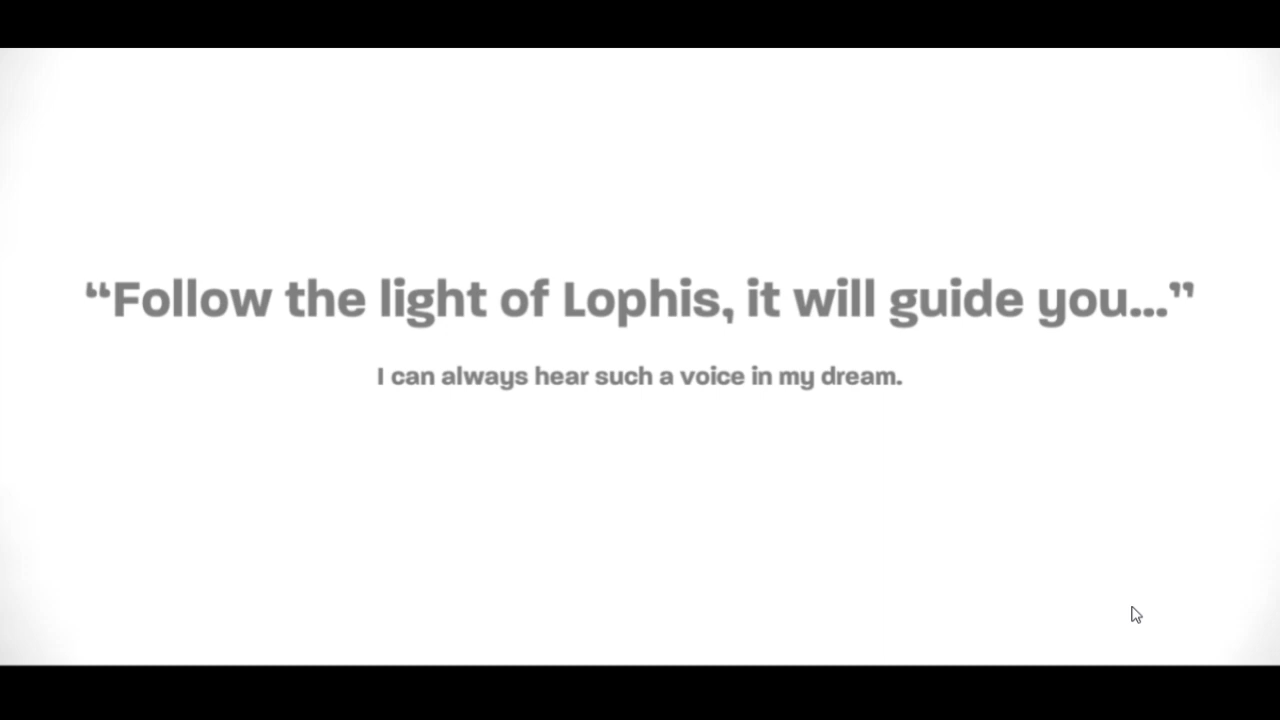 “Follow the light of Lophis, it will guide you...”
I can always hear such a voice in my dream.